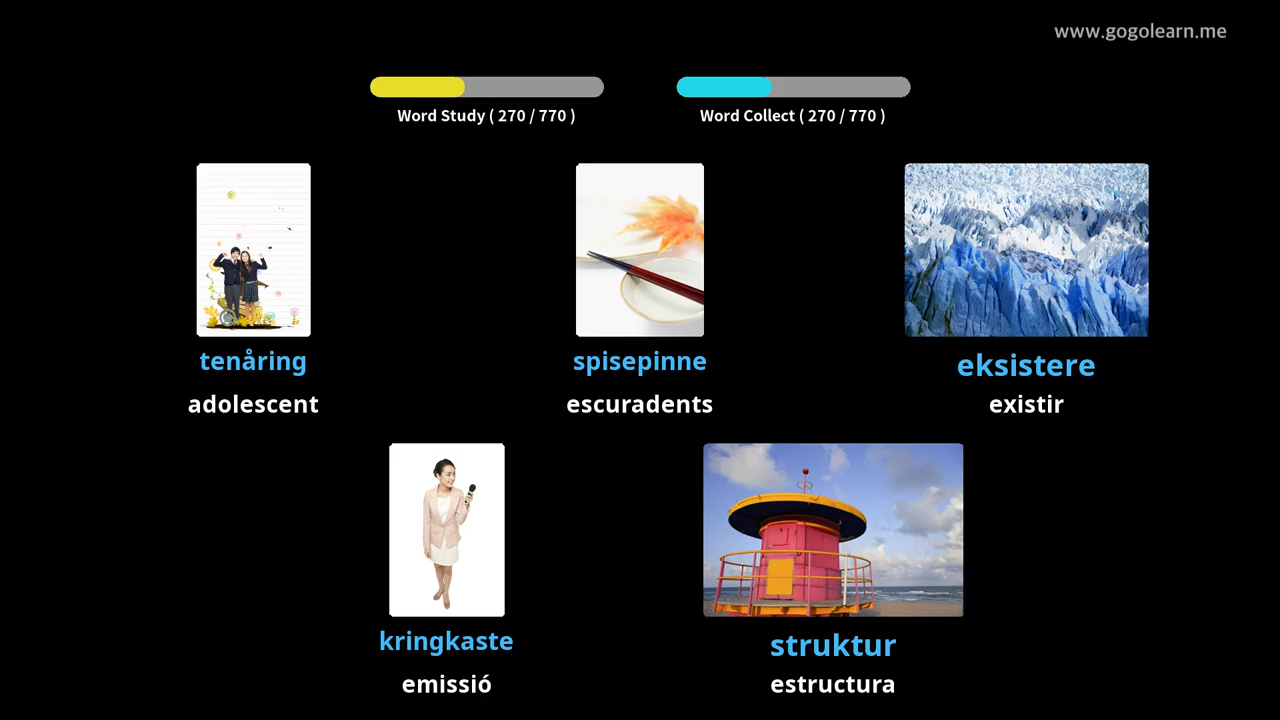 www.gogolearn.me
Word Study ( 270 / 770 )
Word Collect ( 270 / 770 )
tenåring
spisepinne
eksistere
adolescent
escuradents
existir
kringkaste
struktur
emissió
estructura